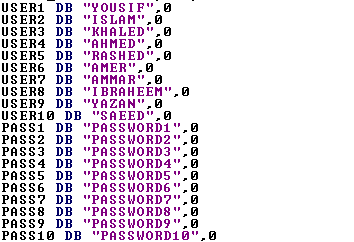 USER1 DB "YOUSIF",0
USER2 DB "ISLAM",0
USER3 DB "KHALED",0
USER4 DB "AHMED",0
USER5 DB "RASHED",0
USER6 DB "AMER",0
USER7 DB "AMMAR",0
USER8 DB "IBRAHEEM",0
USER9 DB "YAZAN",0
USER10 DB "SAEED",0
PASS1 DB "PASSWORD1",0
PASS2 DB "PASSWORD2",0
PASS3 DB "PASSWORD3",0
PASS4 DB "PASSWORD4",0
PASS5 DB "PASSWORD5",0
PASS6 DB "PASSWORD6",0
PASS7 DB "PASSWORD7",0
PASS8 DB "PASSWORD8",0
PASS9 DB "PASSWORD9",0
PASS10 DB "PASSWORD10",0